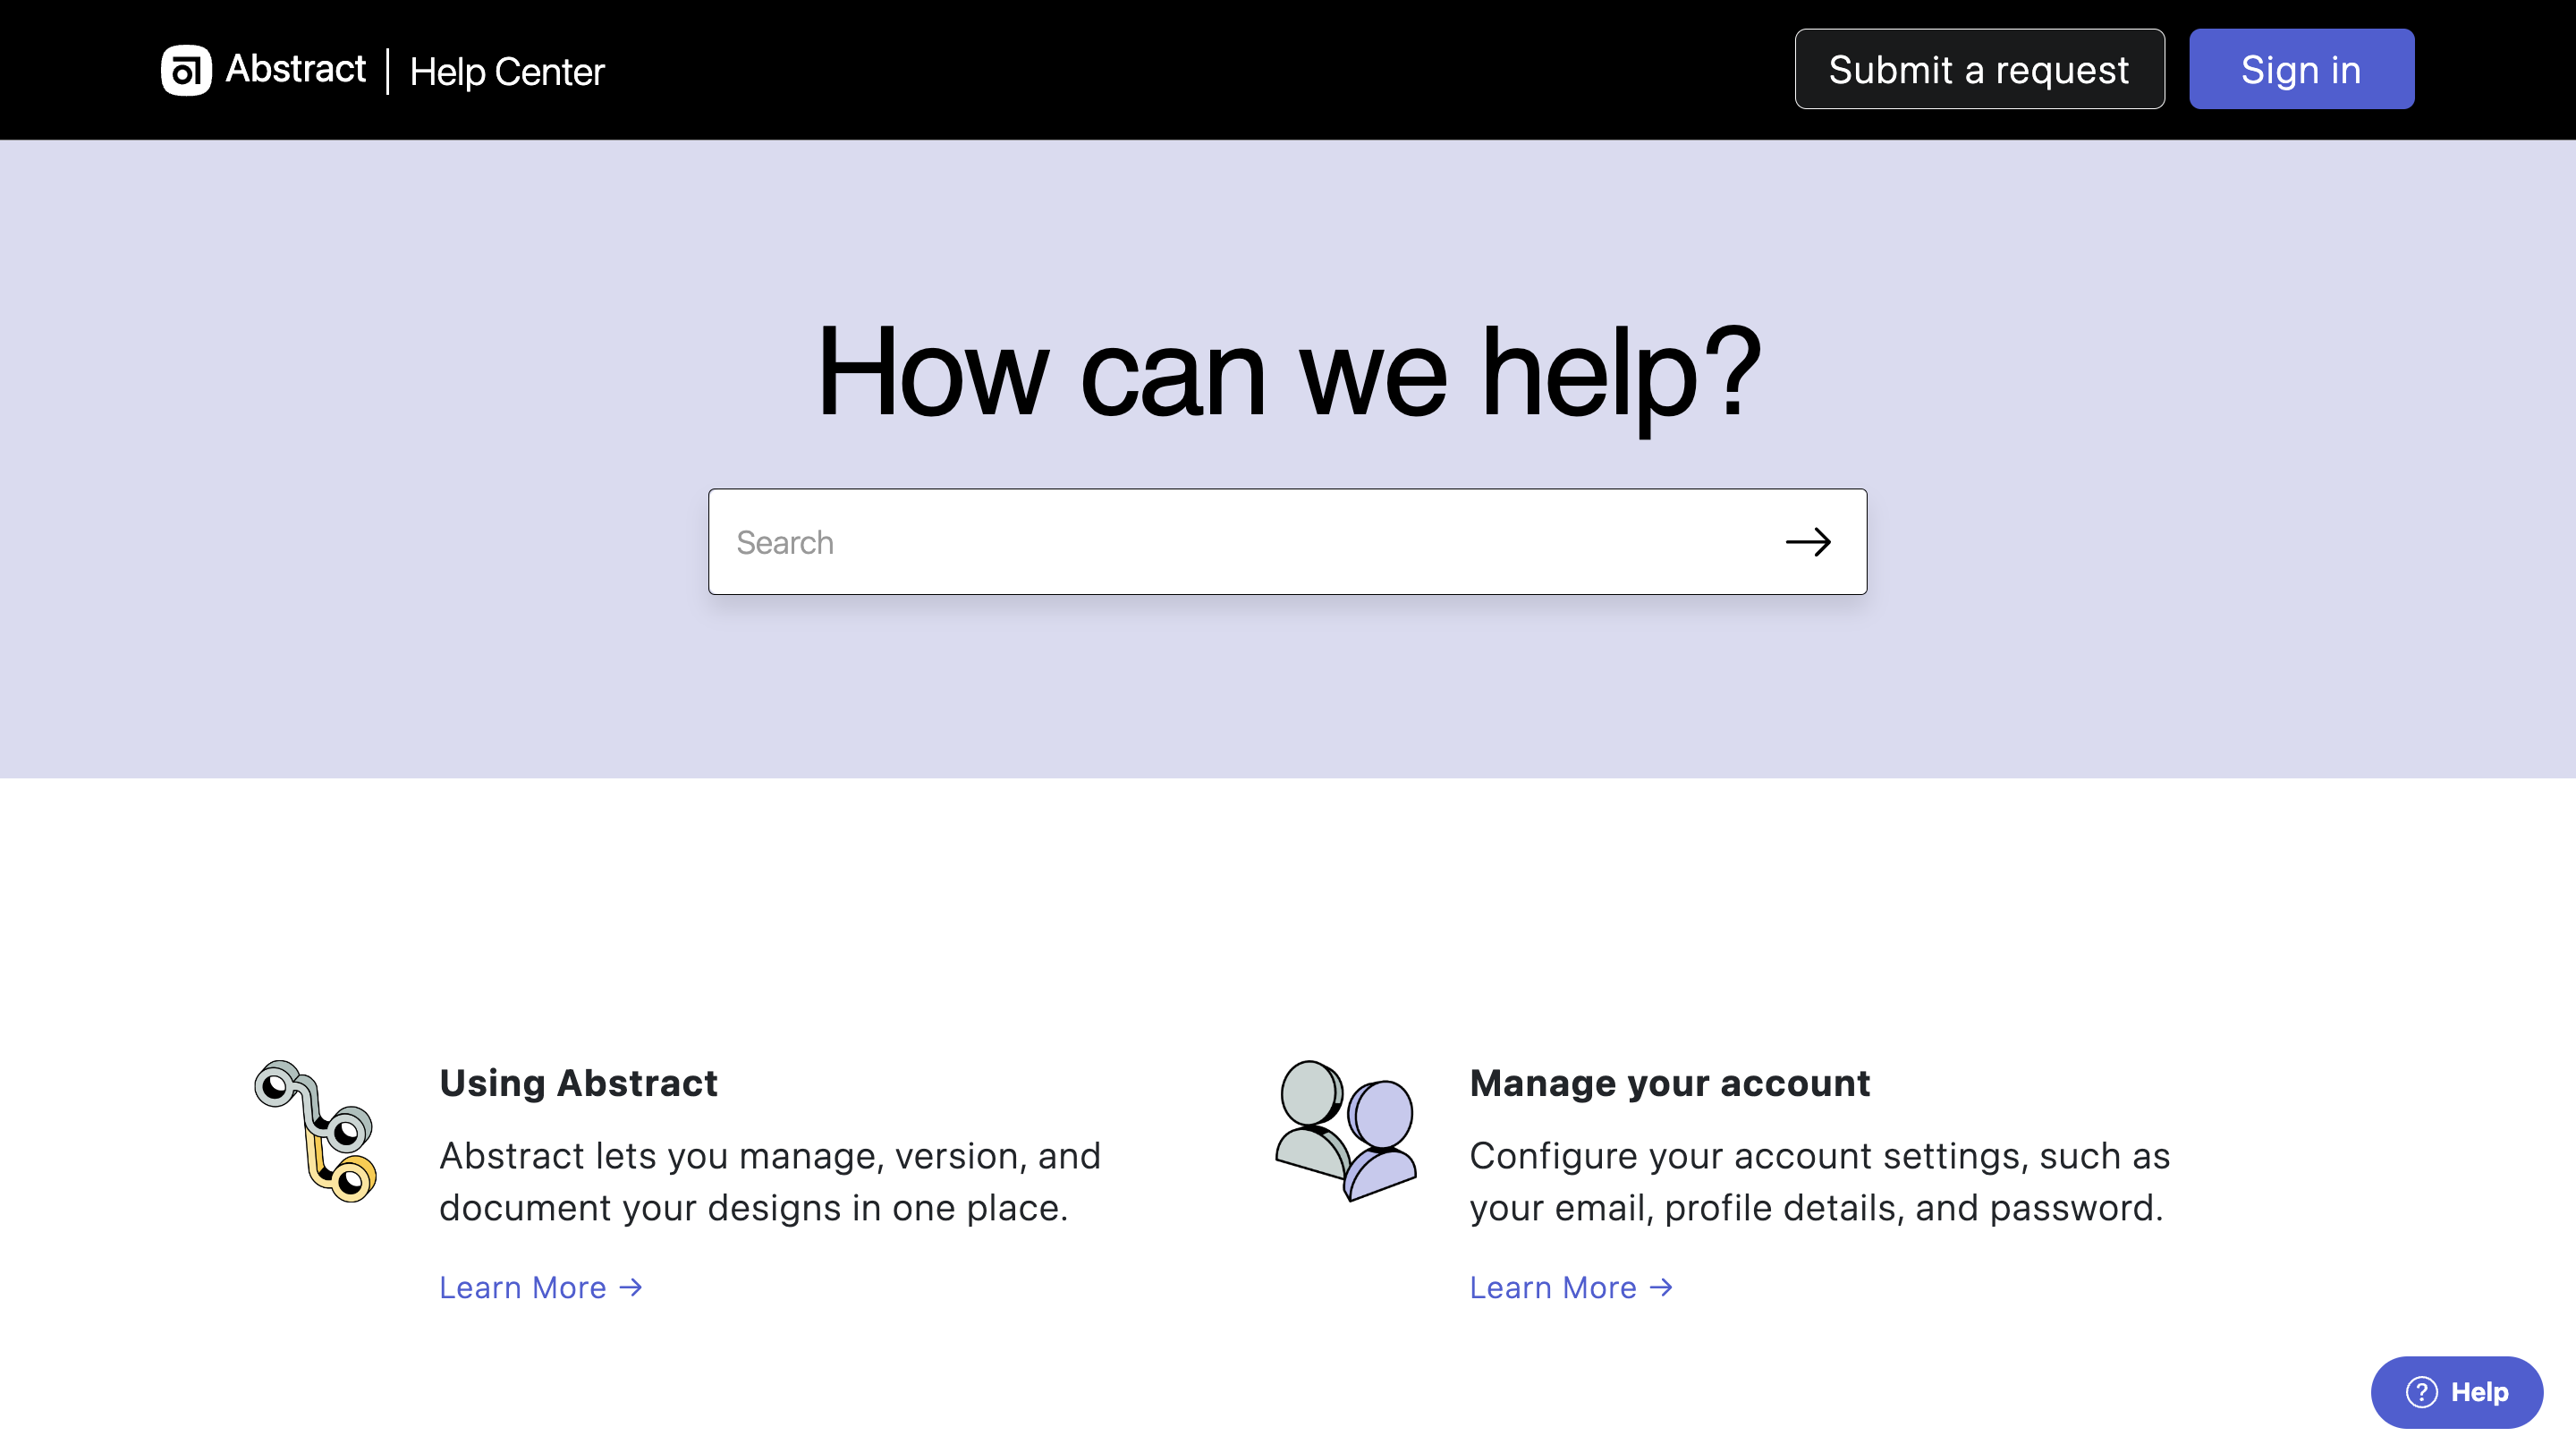 Abstract | Help Center
Submit a request
Sign in
How can we help?
Search
Using Abstract
Abstract lets you manage, version, and
document your designs in one place.
Learn More →
Manage your account
Configure your account settings, such as
your email, profile details, and password.
Learn More →
Help